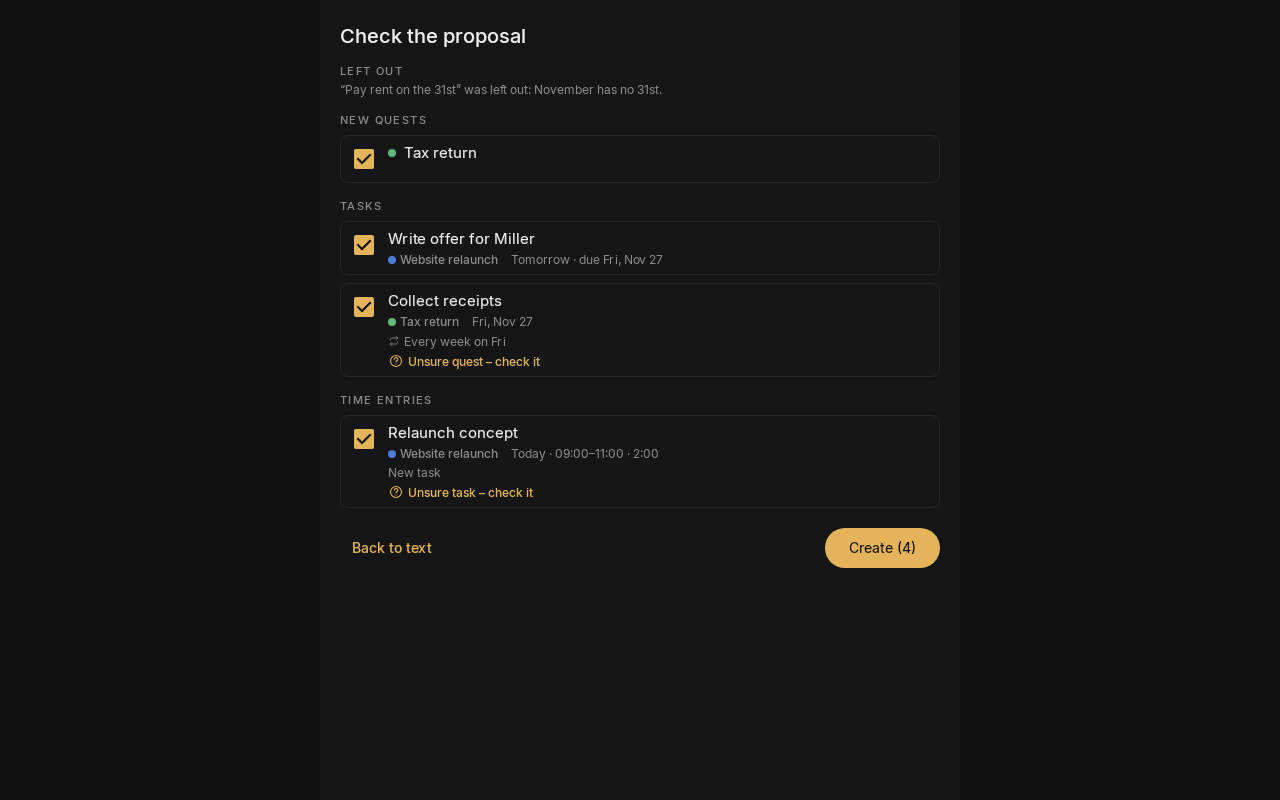 Check the proposal
LEFT OUT
“Pay rent on the 31st” was left out: November has no 31st.
NEW QUESTS
Tax return
TASKS
Write offer for Miller
Website relaunch Tomorrow · due Fri, Nov 27
Collect receipts
Tax return Fri, Nov 27
Every week on Fri
Unsure quest – check it
TIME ENTRIES
Relaunch concept
Website relaunch Today · 09:00–11:00 · 2:00
New task
Unsure task – check it
Back to text Create (4)